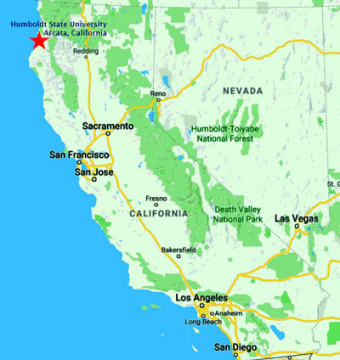 Humboldt State University
Arcata, California
Redding
Reno
NEVADA
Sacramento
Humboldt-Toiyabe
National Forest
San Francisco
San Jose
Fresno
CALIFORNIA
Death Valley
National Park
Las Vegas
Bakersfield
Los Angeles
Anaheim
Long Beach
San Diego